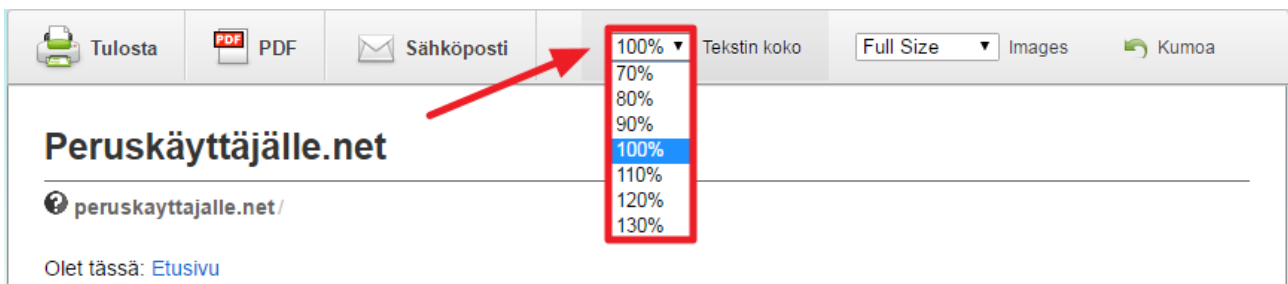 Tulosta PDF PDF Sähköposti 100% ▼ Tekstin koko Full Size ▼ Images Kumoa
70%
80%
90%
100%
110%
120%
130%
Peruskäyttäjälle.net
peruskayttajalle.net/
Olet tässä: Etusivu